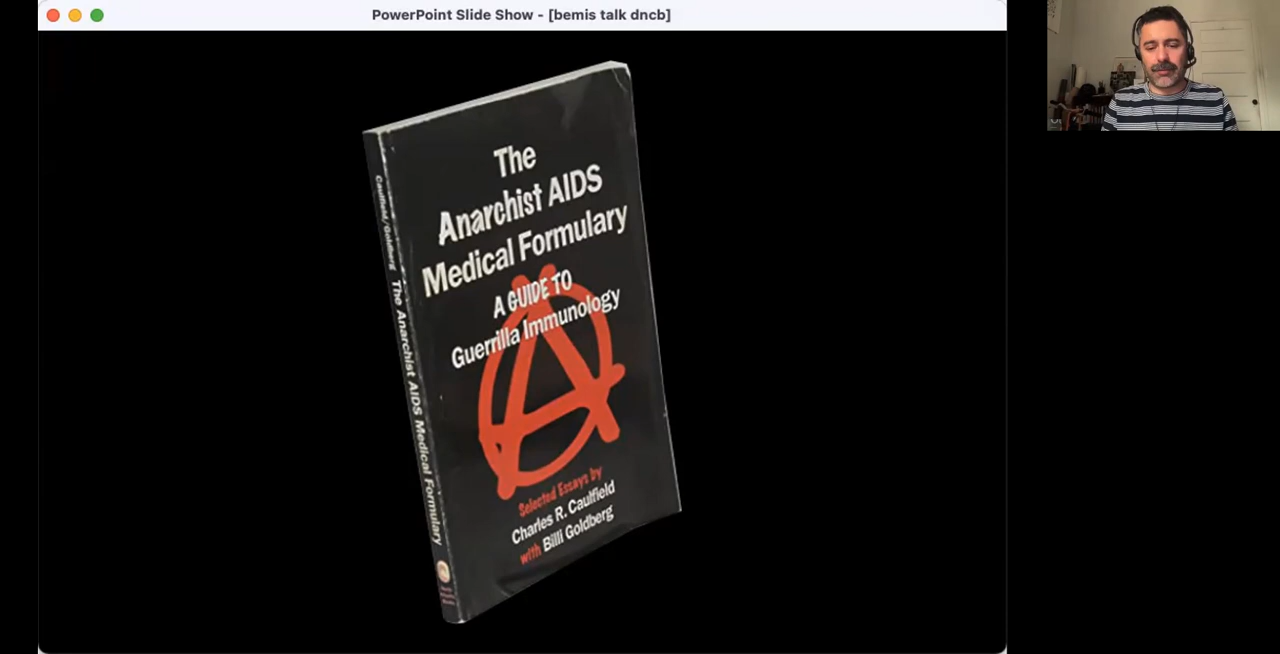 PowerPoint Slide Show - [bemis talk dncb]
The
Anarchist AIDS
Medical Formulary
A GUIDE TO
Guerrilla Immunology
Selected Essays by
Charles R. Caulfield
with Billi Goldberg
Caulfield/Goldberg The Anarchist AIDS Medical Formulary